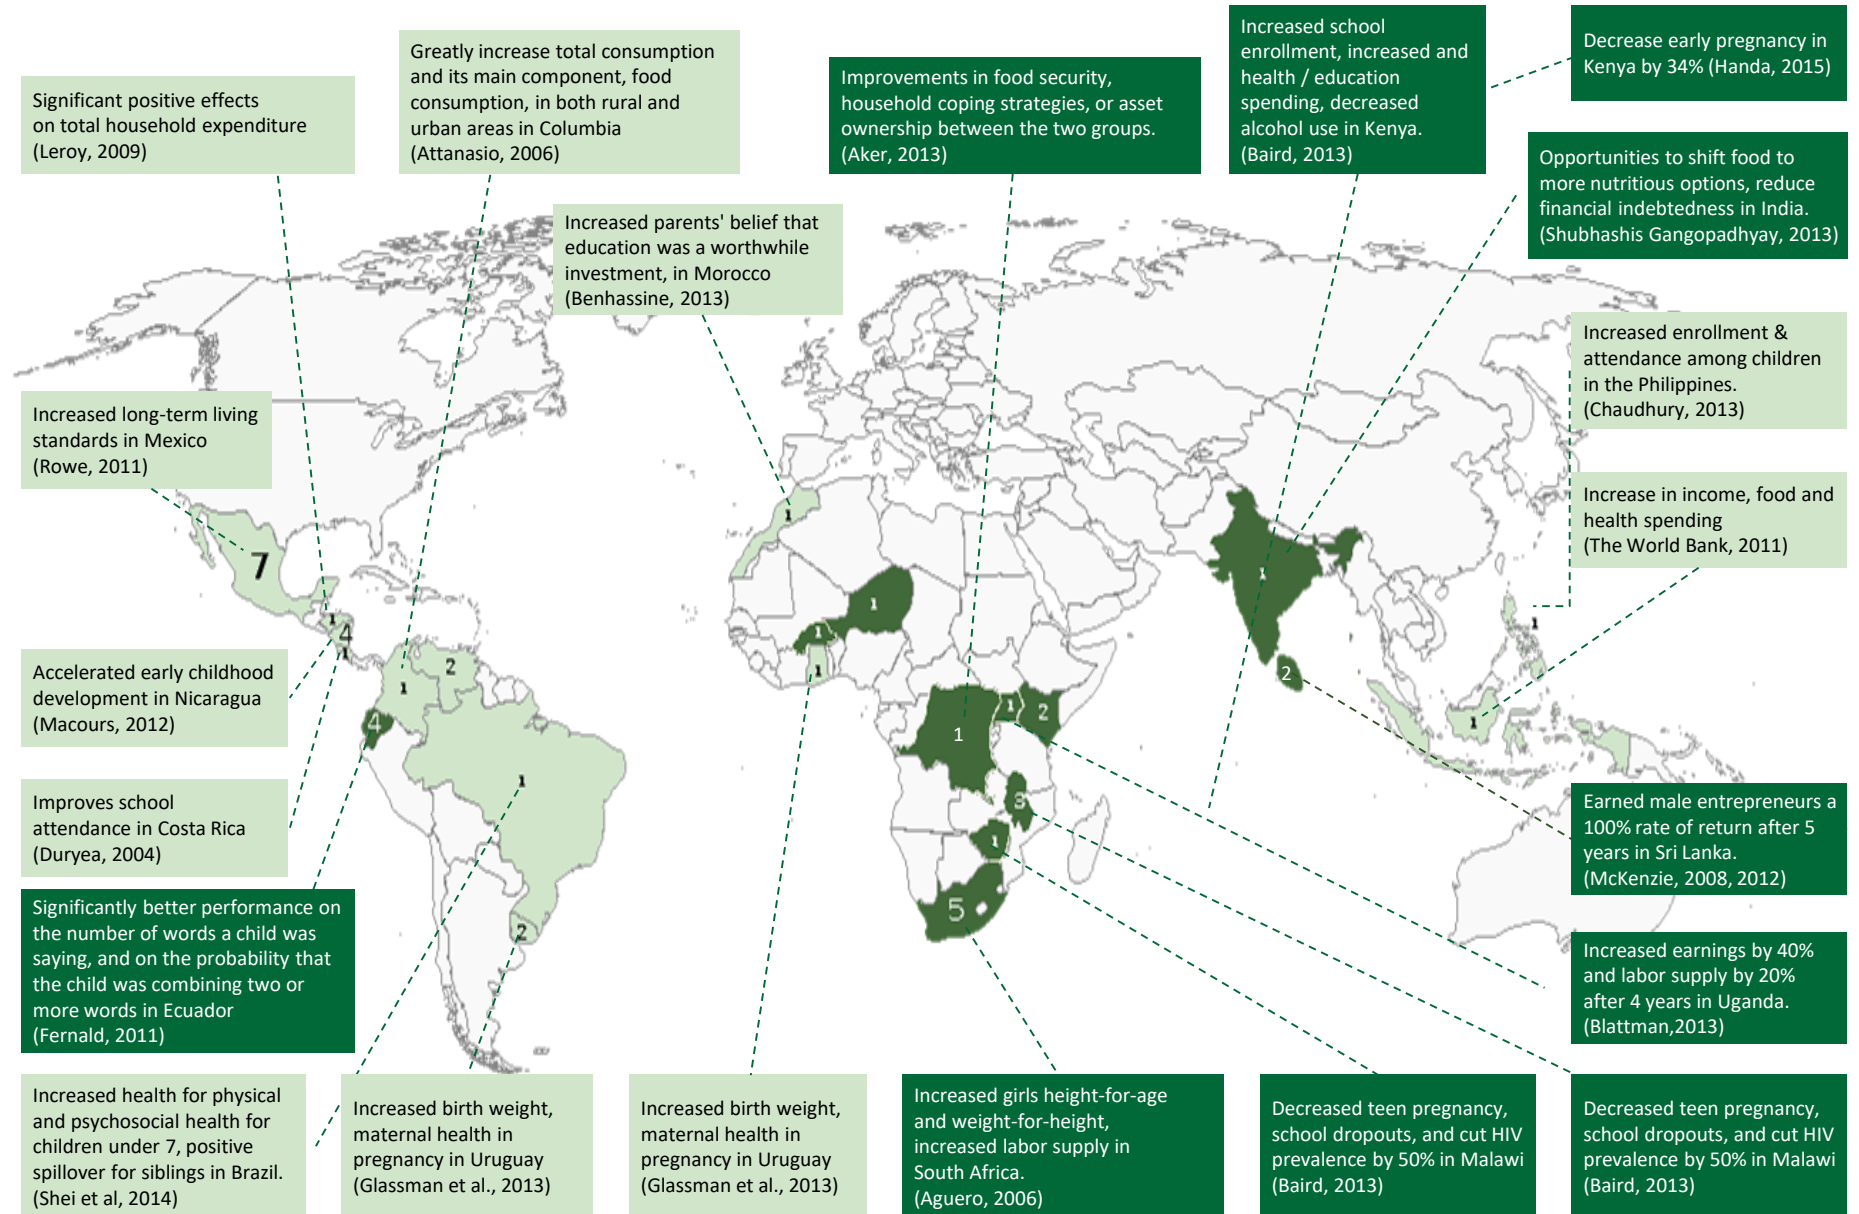 Increased school
enrollment, increased and
health / education
spending, decreased
alcohol use in Kenya.
(Baird, 2013)
Decrease early pregnancy in
Kenya by 34% (Handa, 2015)
Greatly increase total consumption
and its main component, food
consumption, in both rural and
urban areas in Columbia
(Attanasio, 2006)
Significant positive effects
on total household expenditure
(Leroy, 2009)
Improvements in food security,
household coping strategies, or asset
ownership between the two groups.
(Aker, 2013)
Opportunities to shift food to
more nutritious options, reduce
financial indebtedness in India.
(Shubhashis Gangopadhyay, 2013)
Increased parents' belief that
education was a worthwhile
investment, in Morocco
(Benhassine, 2013)
Increased enrollment &
attendance among children
in the Philippines.
(Chaudhury, 2013)
Increased long-term living
standards in Mexico
(Rowe, 2011)
Increase in income, food and
health spending
(The World Bank, 2011)
1
7
1
1
1
1
4
1
1
1
2
1
2
1
2
1
4
1
1
3
1
5
2
Accelerated early childhood
development in Nicaragua
(Macours, 2012)
Improves school
attendance in Costa Rica
(Duryea, 2004)
Earned male entrepreneurs a
100% rate of return after 5
years in Sri Lanka.
(McKenzie, 2008, 2012)
Significantly better performance on
the number of words a child was
saying, and on the probability that
the child was combining two or
more words in Ecuador
(Fernald, 2011)
Increased earnings by 40%
and labor supply by 20%
after 4 years in Uganda.
(Blattman,2013)
Increased health for physical
and psychosocial health for
children under 7, positive
spillover for siblings in Brazil.
(Shei et al, 2014)
Increased birth weight,
maternal health in
pregnancy in Uruguay
(Glassman et al., 2013)
Increased birth weight,
maternal health in
pregnancy in Uruguay
(Glassman et al., 2013)
Increased girls height-for-age
and weight-for-height,
increased labor supply in
South Africa.
(Aguero, 2006)
Decreased teen pregnancy,
school dropouts, and cut HIV
prevalence by 50% in Malawi
(Baird, 2013)
Decreased teen pregnancy,
school dropouts, and cut HIV
prevalence by 50% in Malawi
(Baird, 2013)